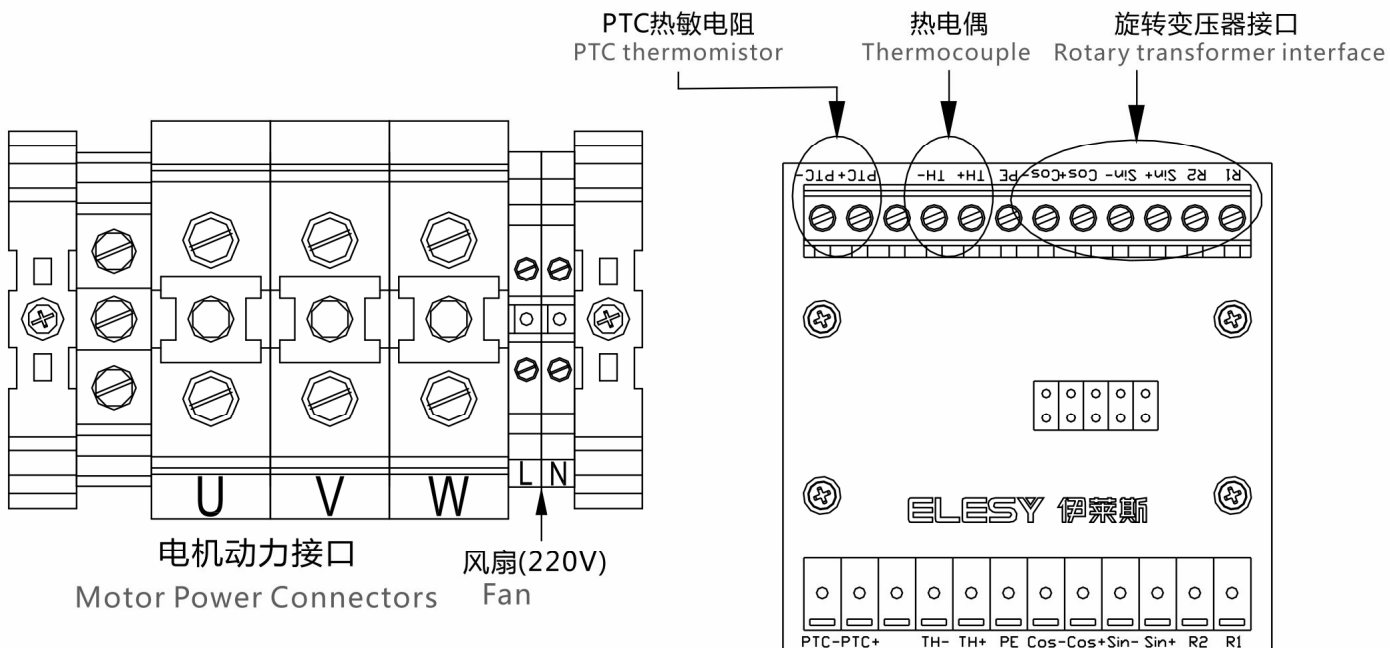 PTC热敏电阻
PTC thermomistor
热电偶
Thermocouple
旋转变压器接口
Rotary transformer interface
PTC- PTC+ TH- TH+ PE Cos- Cos+ Sin- Sin+ R2 R1
U V W L N
电机动力接口
Motor Power Connectors
风扇(220V)
Fan
ELESY 伊莱斯
PTC- PTC+ TH- TH+ PE Cos- Cos+ Sin- Sin+ R2 R1